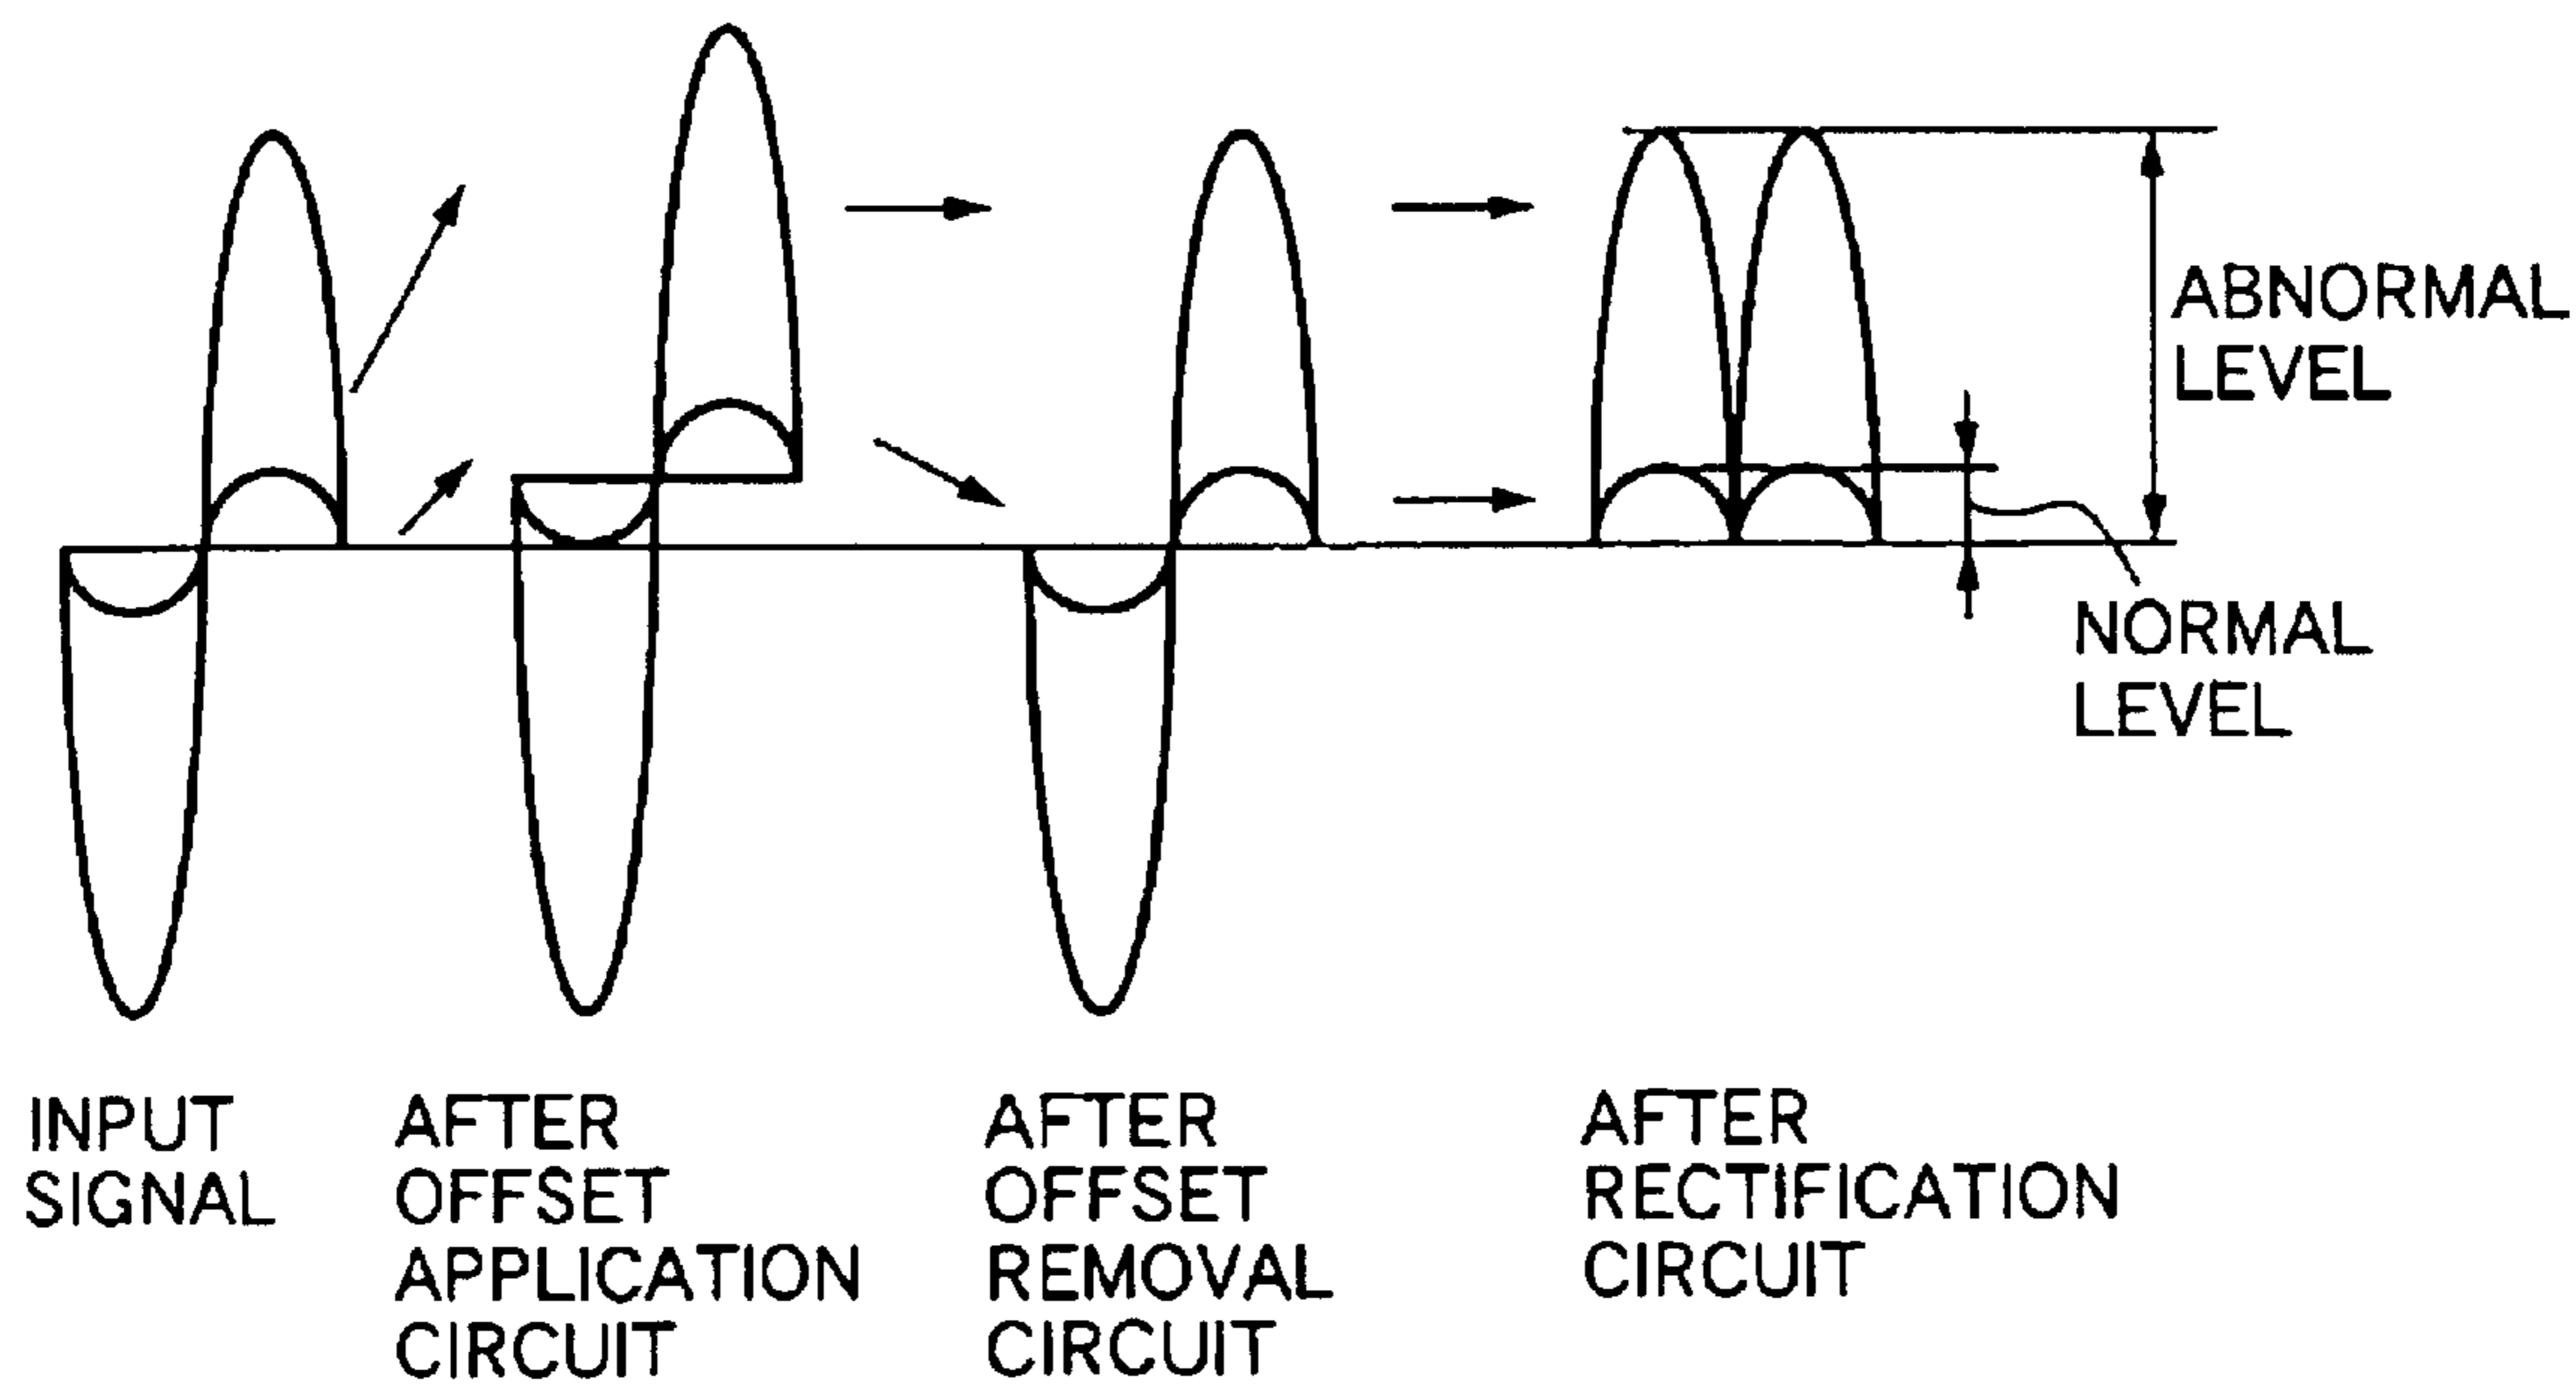 ABNORMAL
LEVEL
NORMAL
LEVEL
INPUT
SIGNAL
AFTER
OFFSET
APPLICATION
CIRCUIT
AFTER
OFFSET
REMOVAL
CIRCUIT
AFTER
RECTIFICATION
CIRCUIT